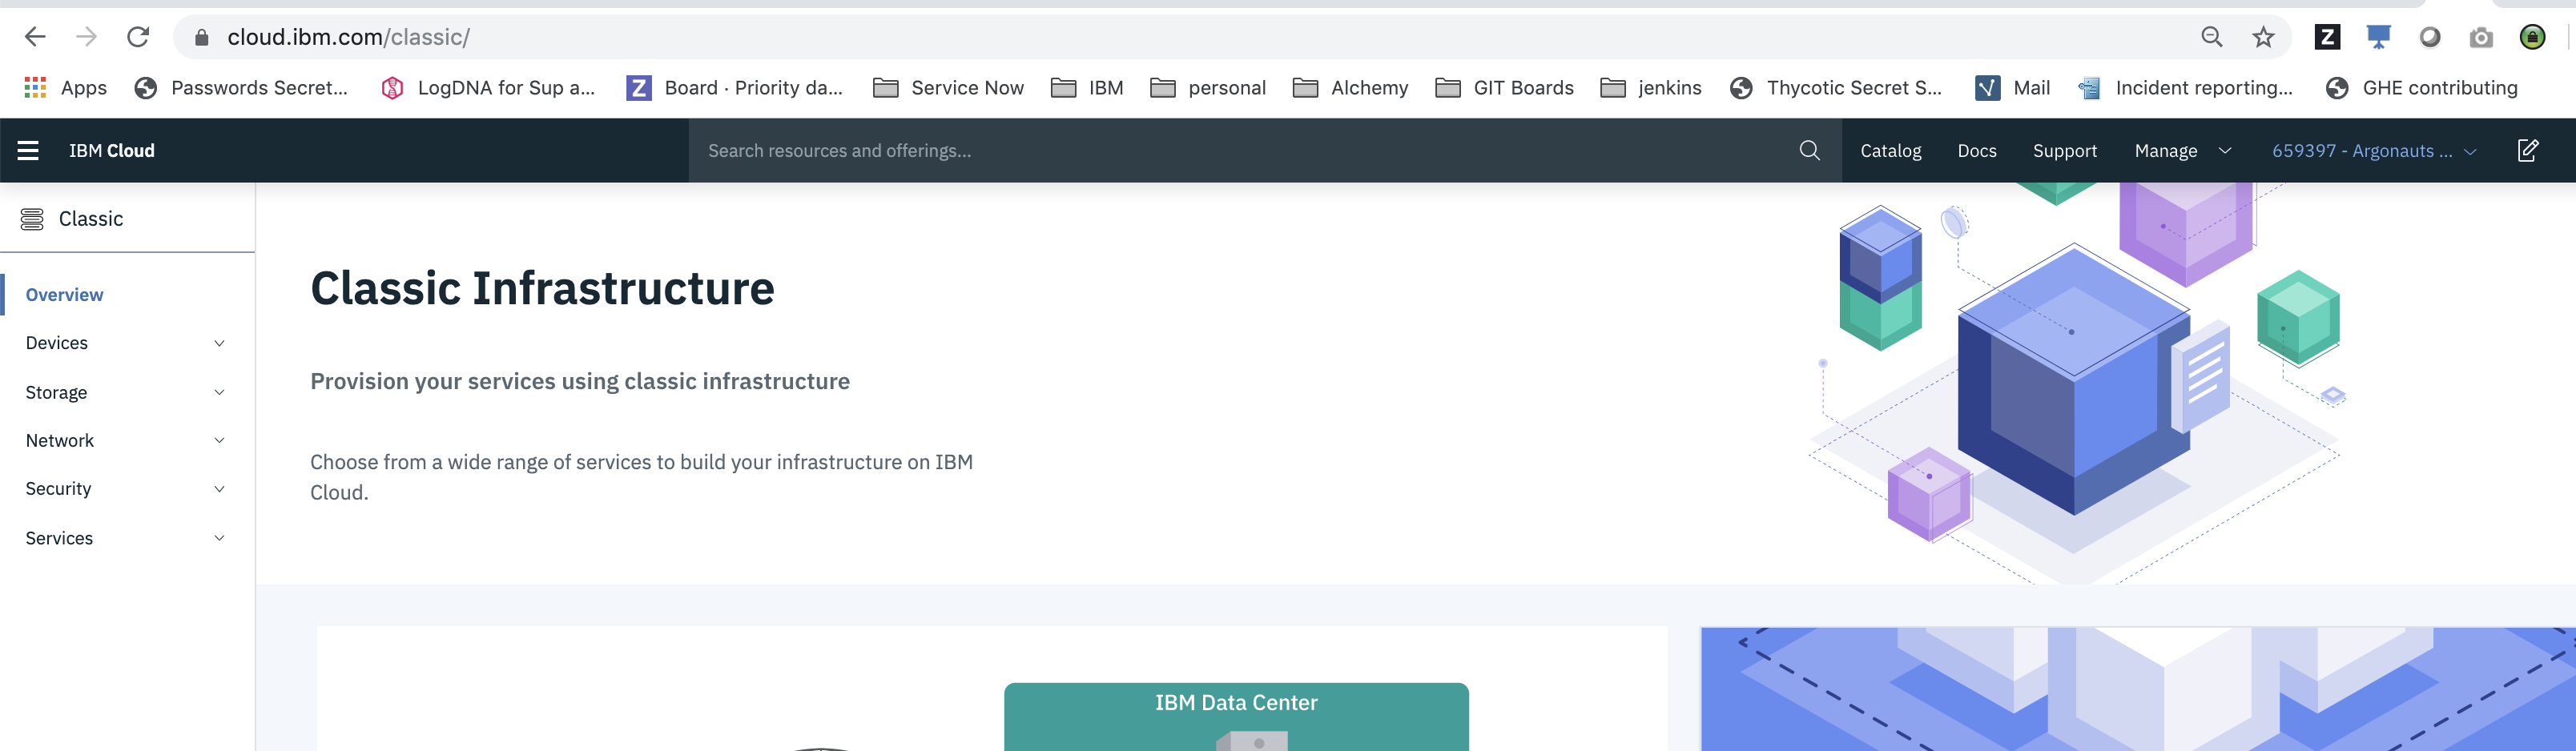 cloud.ibm.com/classic/
Z
Apps Passwords Secret... LogDNA for Sup a... Z Board · Priority da... Service Now IBM personal Alchemy GIT Boards jenkins Thycotic Secret S... Mail Incident reporting... GHE contributing
IBM Cloud Search resources and offerings... Catalog Docs Support Manage 659397 - Argonauts ...
Classic
Overview
Devices
Storage
Network
Security
Services
Classic Infrastructure
Provision your services using classic infrastructure
Choose from a wide range of services to build your infrastructure on IBM
Cloud.
IBM Data Center